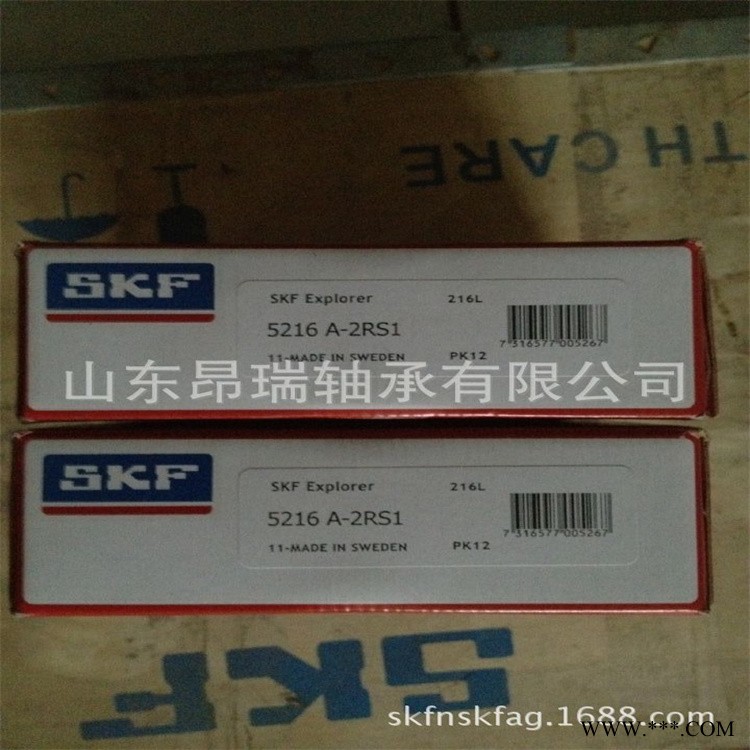 TH CARE
SKF
SKF Explorer 216L
5216 A-2RS1
7 316577 005267
11-MADE IN SWEDEN PK12
山东昂瑞轴承有限公司
SKF
SKF Explorer 216L
5216 A-2RS1
7 316577 005267
11-MADE IN SWEDEN PK12
SKF
skfnskfag.1688.com
www.***.COM